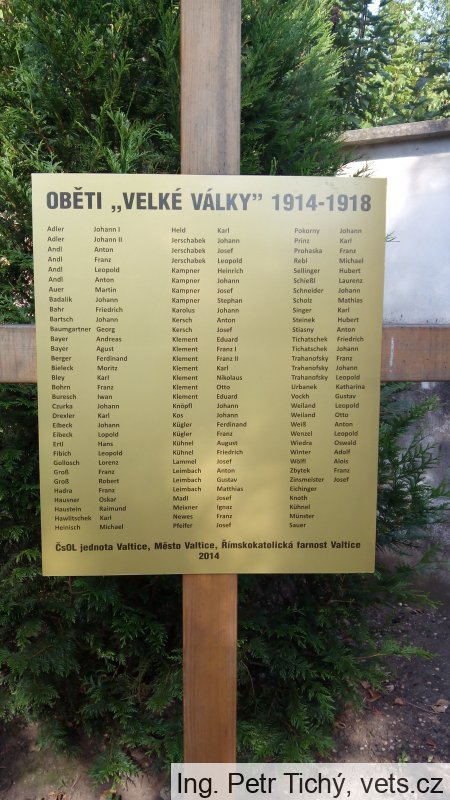 OBĚTI „VELKÉ VÁLKY” 1914-1918
Adler Johann I
Adler Johann II
Andl Anton
Andl Franz
Andl Leopold
Andl Anton
Auer Martin
Badalik Johann
Bahr Friedrich
Bartsch Johann
Baumgartner Georg
Bayer Andreas
Bayer Agust
Berger Ferdinand
Bieleck Moritz
Bley Karl
Bohrn Franz
Buresch Iwan
Czurka Johann
Drexler Karl
Eibeck Johann
Eibeck Lopold
Ertl Hans
Fibich Leopold
Gollosch Lorenz
Groß Franz
Groß Robert
Hadra Franz
Hausner Oskar
Haustein Raimund
Hawlitschek Karl
Heinisch Michael
Held Karl
Jerschabek Johann
Jerschabek Josef
Jerschabek Leopold
Kampner Heinrich
Kampner Johann
Kampner Josef
Kampner Stephan
Karolus Johann
Kersch Anton
Kersch Josef
Klement Eduard
Klement Franz I
Klement Franz II
Klement Karl
Klement Nikolaus
Klement Otto
Klement Eduard
Knöpfl Johann
Kos Johann
Kügler Ferdinand
Kügler Franz
Kühnel August
Kühnel Friedrich
Lammel Josef
Leimbach Anton
Leimbach Gustav
Leimbach Matthias
Madl Josef
Meixner Ignaz
Newes Franz
Pfeifer Josef
Pokorny Johann
Prinz Karl
Prohaska Franz
Rebl Michael
Sellinger Hubert
Schießl Laurenz
Schneider Johann
Scholz Mathias
Singer Karl
Steinek Hubert
Stiasny Anton
Tichatschek Friedrich
Tichatschek Johann
Trahanofsky Franz
Trahanofsky Johann
Trahanofsky Leopold
Urbanek Katharina
Vockh Gustav
Weiland Leopold
Weiland Otto
Weiß Anton
Wenzel Leopold
Wiedra Oswald
Winter Adolf
Wölfl Alois
Zbytek Franz
Zinsmeister Josef
Eichinger
Knoth
Kühnel
Münster
Sauer
ČsOL jednota Valtice, Město Valtice, Římskokatolická farnost Valtice
2014
Ing. Petr Tichý, vets.cz